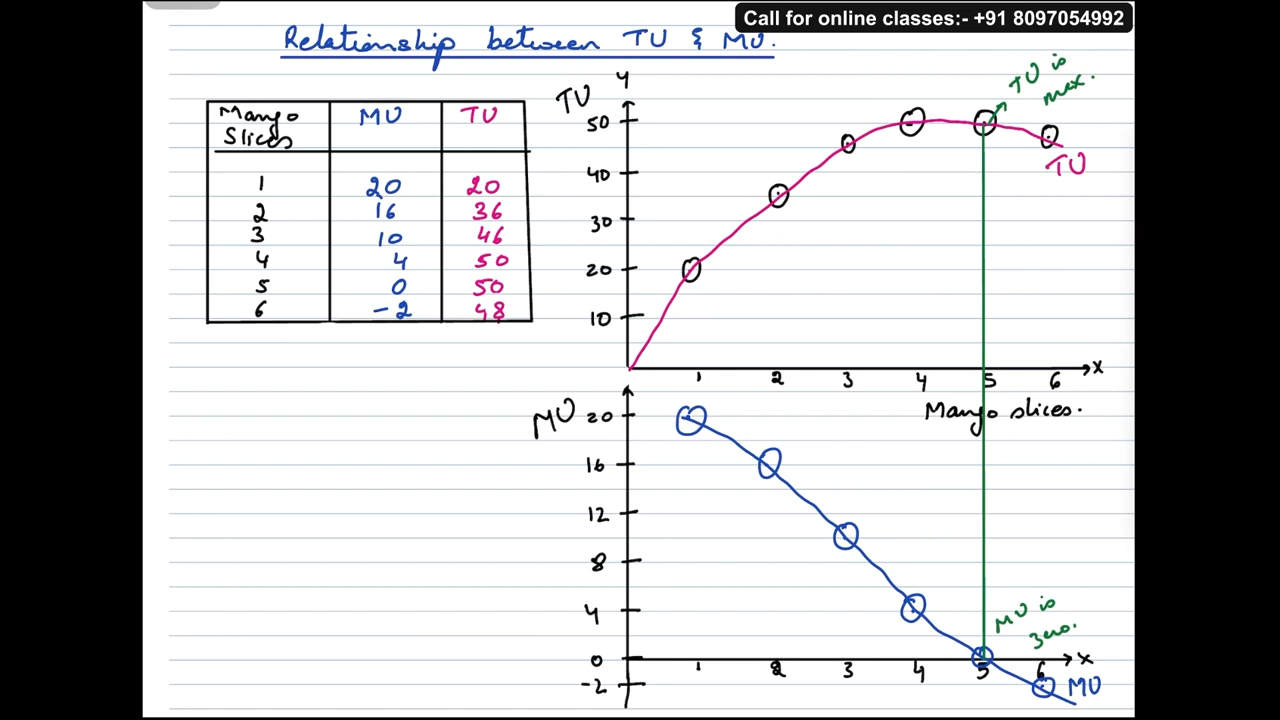 Call for online classes:- +91 8097054992
Relationship between TU & MU.
Mango Slices MU TU
1 20 20
2 16 36
3 10 46
4 4 50
5 0 50
6 -2 48
TU
Y
50
40
30
20
10
TU is max.
TU
1 2 3 4 5 6 X
Mango slices.
MU
20
16
12
8
4
0
-2
MU is zero.
1 2 3 4 5 6 X
MU